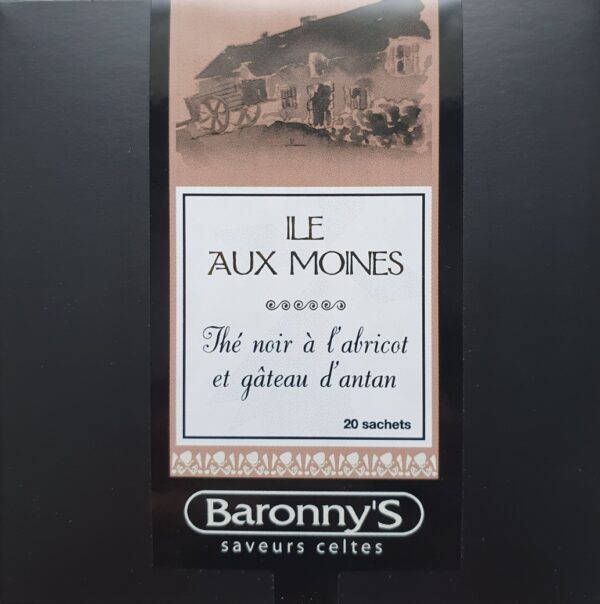 ILE
AUX MOINES
Thé noir à l'abricot
et gâteau d'antan
20 sachets
Baronny'S
saveurs celtes